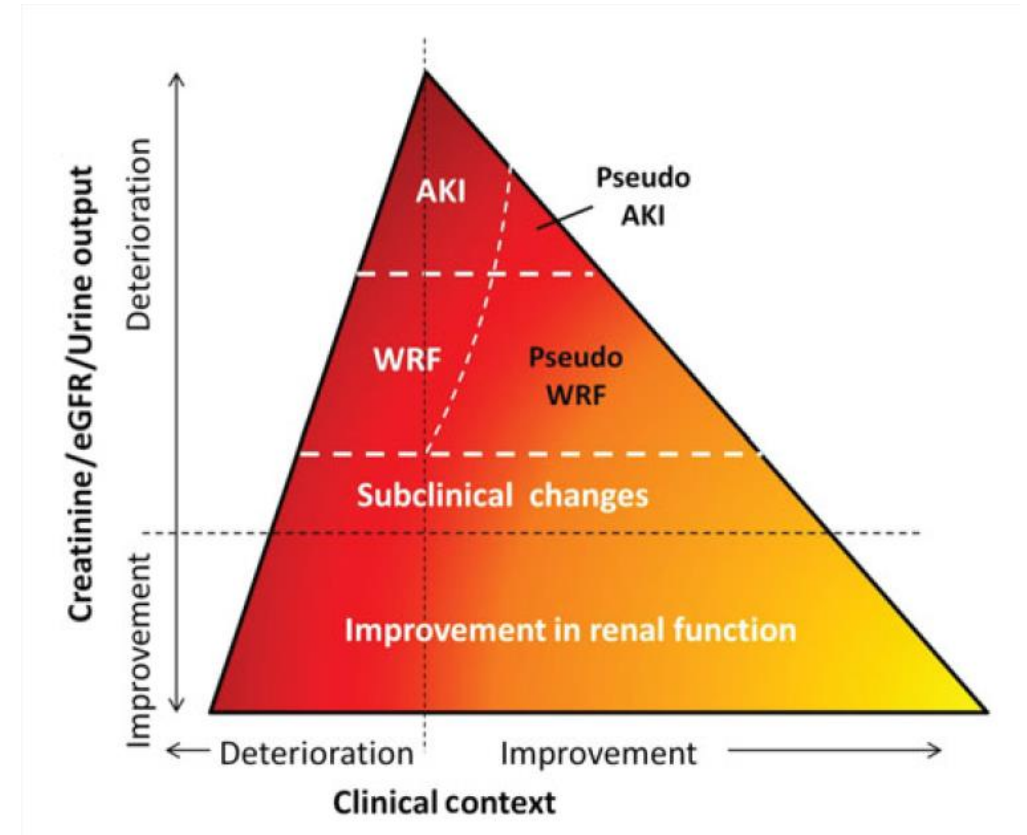 Creatinine/eGFR/Urine output
Deterioration
Improvement
AKI
Pseudo
AKI
WRF
Pseudo
WRF
Subclinical changes
Improvement in renal function
Deterioration
Improvement
Clinical context